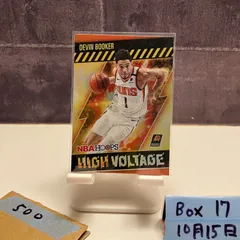 DEVIN BOOKER
SUNS
1
NBA HOOPS
HIGH VOLTAGE
500
Box 17
10月15日